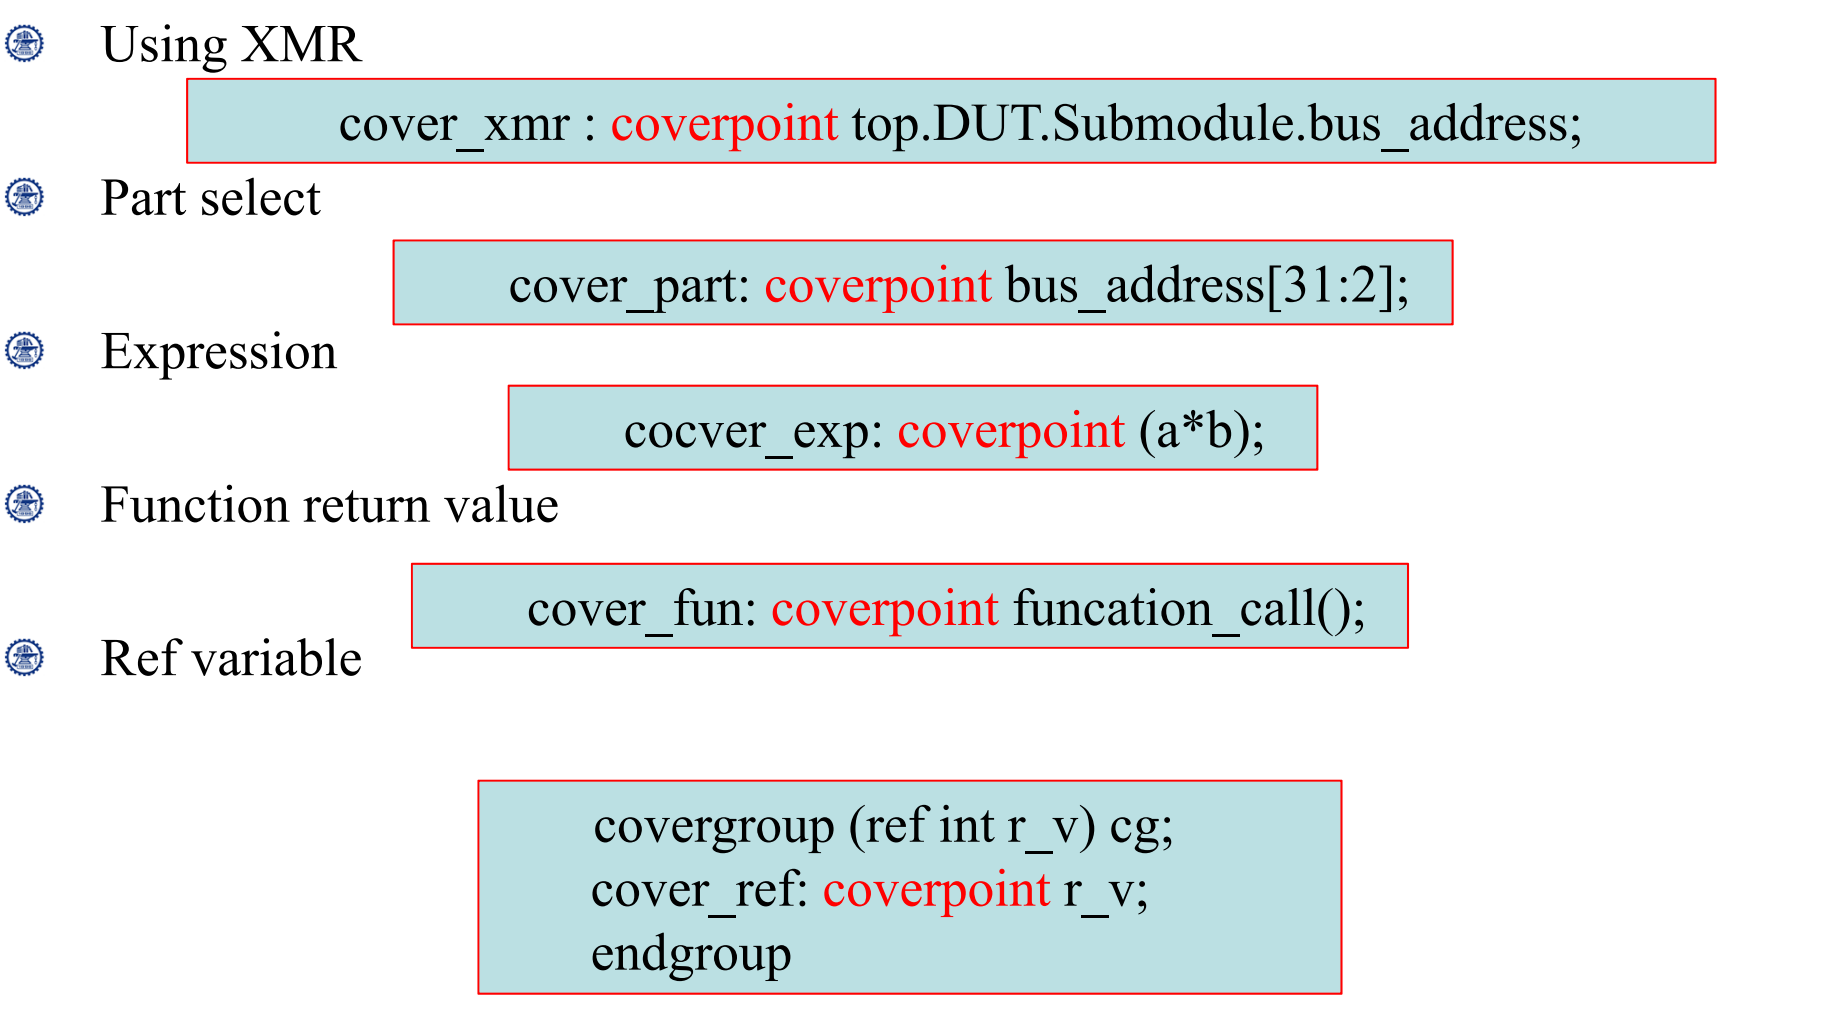 Using XMR
cover_xmr : coverpoint top.DUT.Submodule.bus_address;
Part select
cover_part: coverpoint bus_address[31:2];
Expression
cocver_exp: coverpoint (a*b);
Function return value
cover_fun: coverpoint funcation_call();
Ref variable
covergroup (ref int r_v) cg;
cover_ref: coverpoint r_v;
endgroup